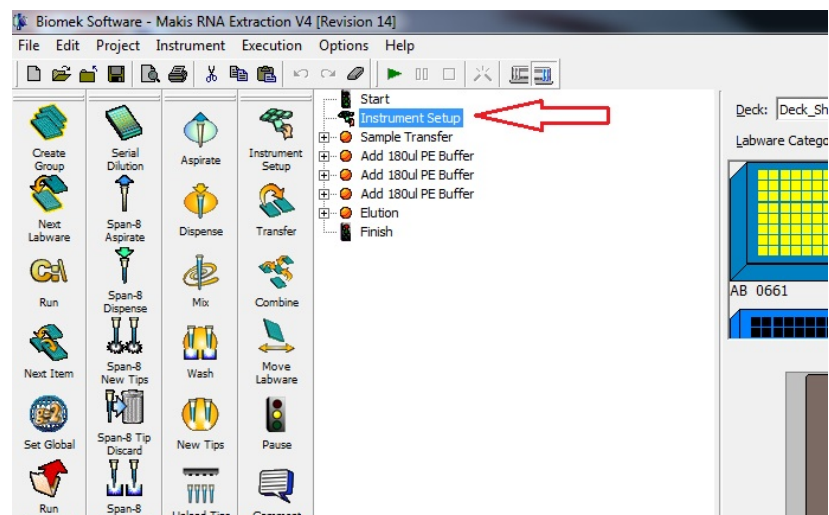 Biomek Software - Makis RNA Extraction V4 [Revision 14]
File Edit Project Instrument Execution Options Help
Create Group
Serial Dilution
Aspirate
Instrument Setup
Next Labware
Span-8 Aspirate
Dispense
Transfer
C:\
Run
Span-8 Dispense
Mix
Combine
Next Item
Span-8 New Tips
Wash
Move Labware
Set Global
Span-8 Tip Discard
New Tips
Pause
Run
Span-8
Comment
Start
Instrument Setup
Sample Transfer
Add 180ul PE Buffer
Add 180ul PE Buffer
Add 180ul PE Buffer
Elution
Finish
Deck: Deck_Sh
Labware Catego
AB 0661